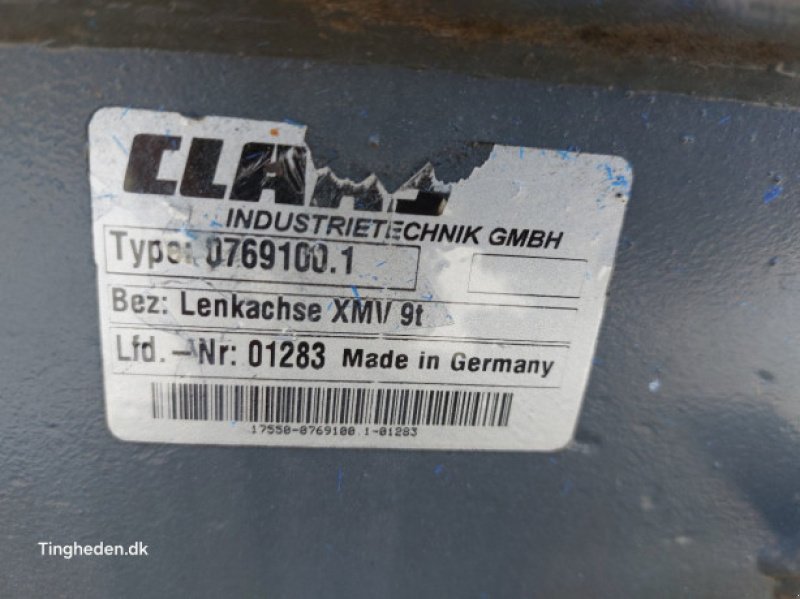 CLAAS
INDUSTRIETECHNIK GMBH
Type: 0769100.1
Bez: Lenkachse XMV 9t
Lfd.-Nr: 01283 Made in Germany
17550-0769100.1-01283
Tingheden.dk